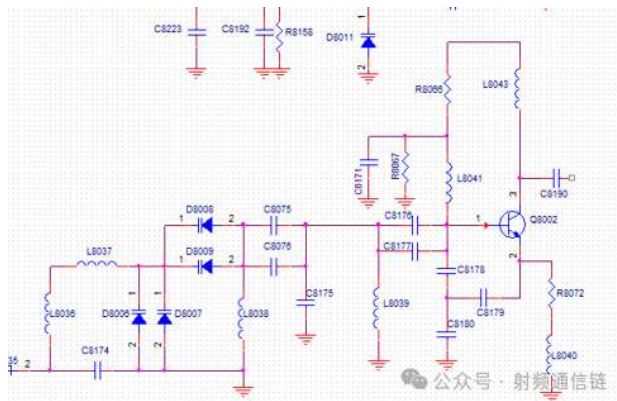 C8223
C8192
R8158
D8011
2
R8066
L8043
C8171
R8067
L8041
3
C8190
D8008
1
2
C8075
C8176
1
Q8002
D8009
1
2
C8076
C8177
2
L8037
C8178
C8175
C8179
R8072
L8036
1
1
D8006
D8007
L8038
L8039
C8180
2
2
C8174
L8040
35
2
公众号 · 射频通信链